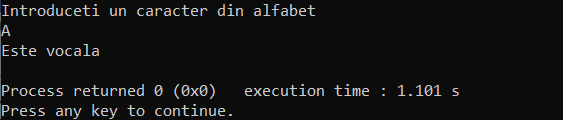 Introduceti un caracter din alfabet
A
Este vocala
Process returned 0 (0x0)   execution time : 1.101 s
Press any key to continue.